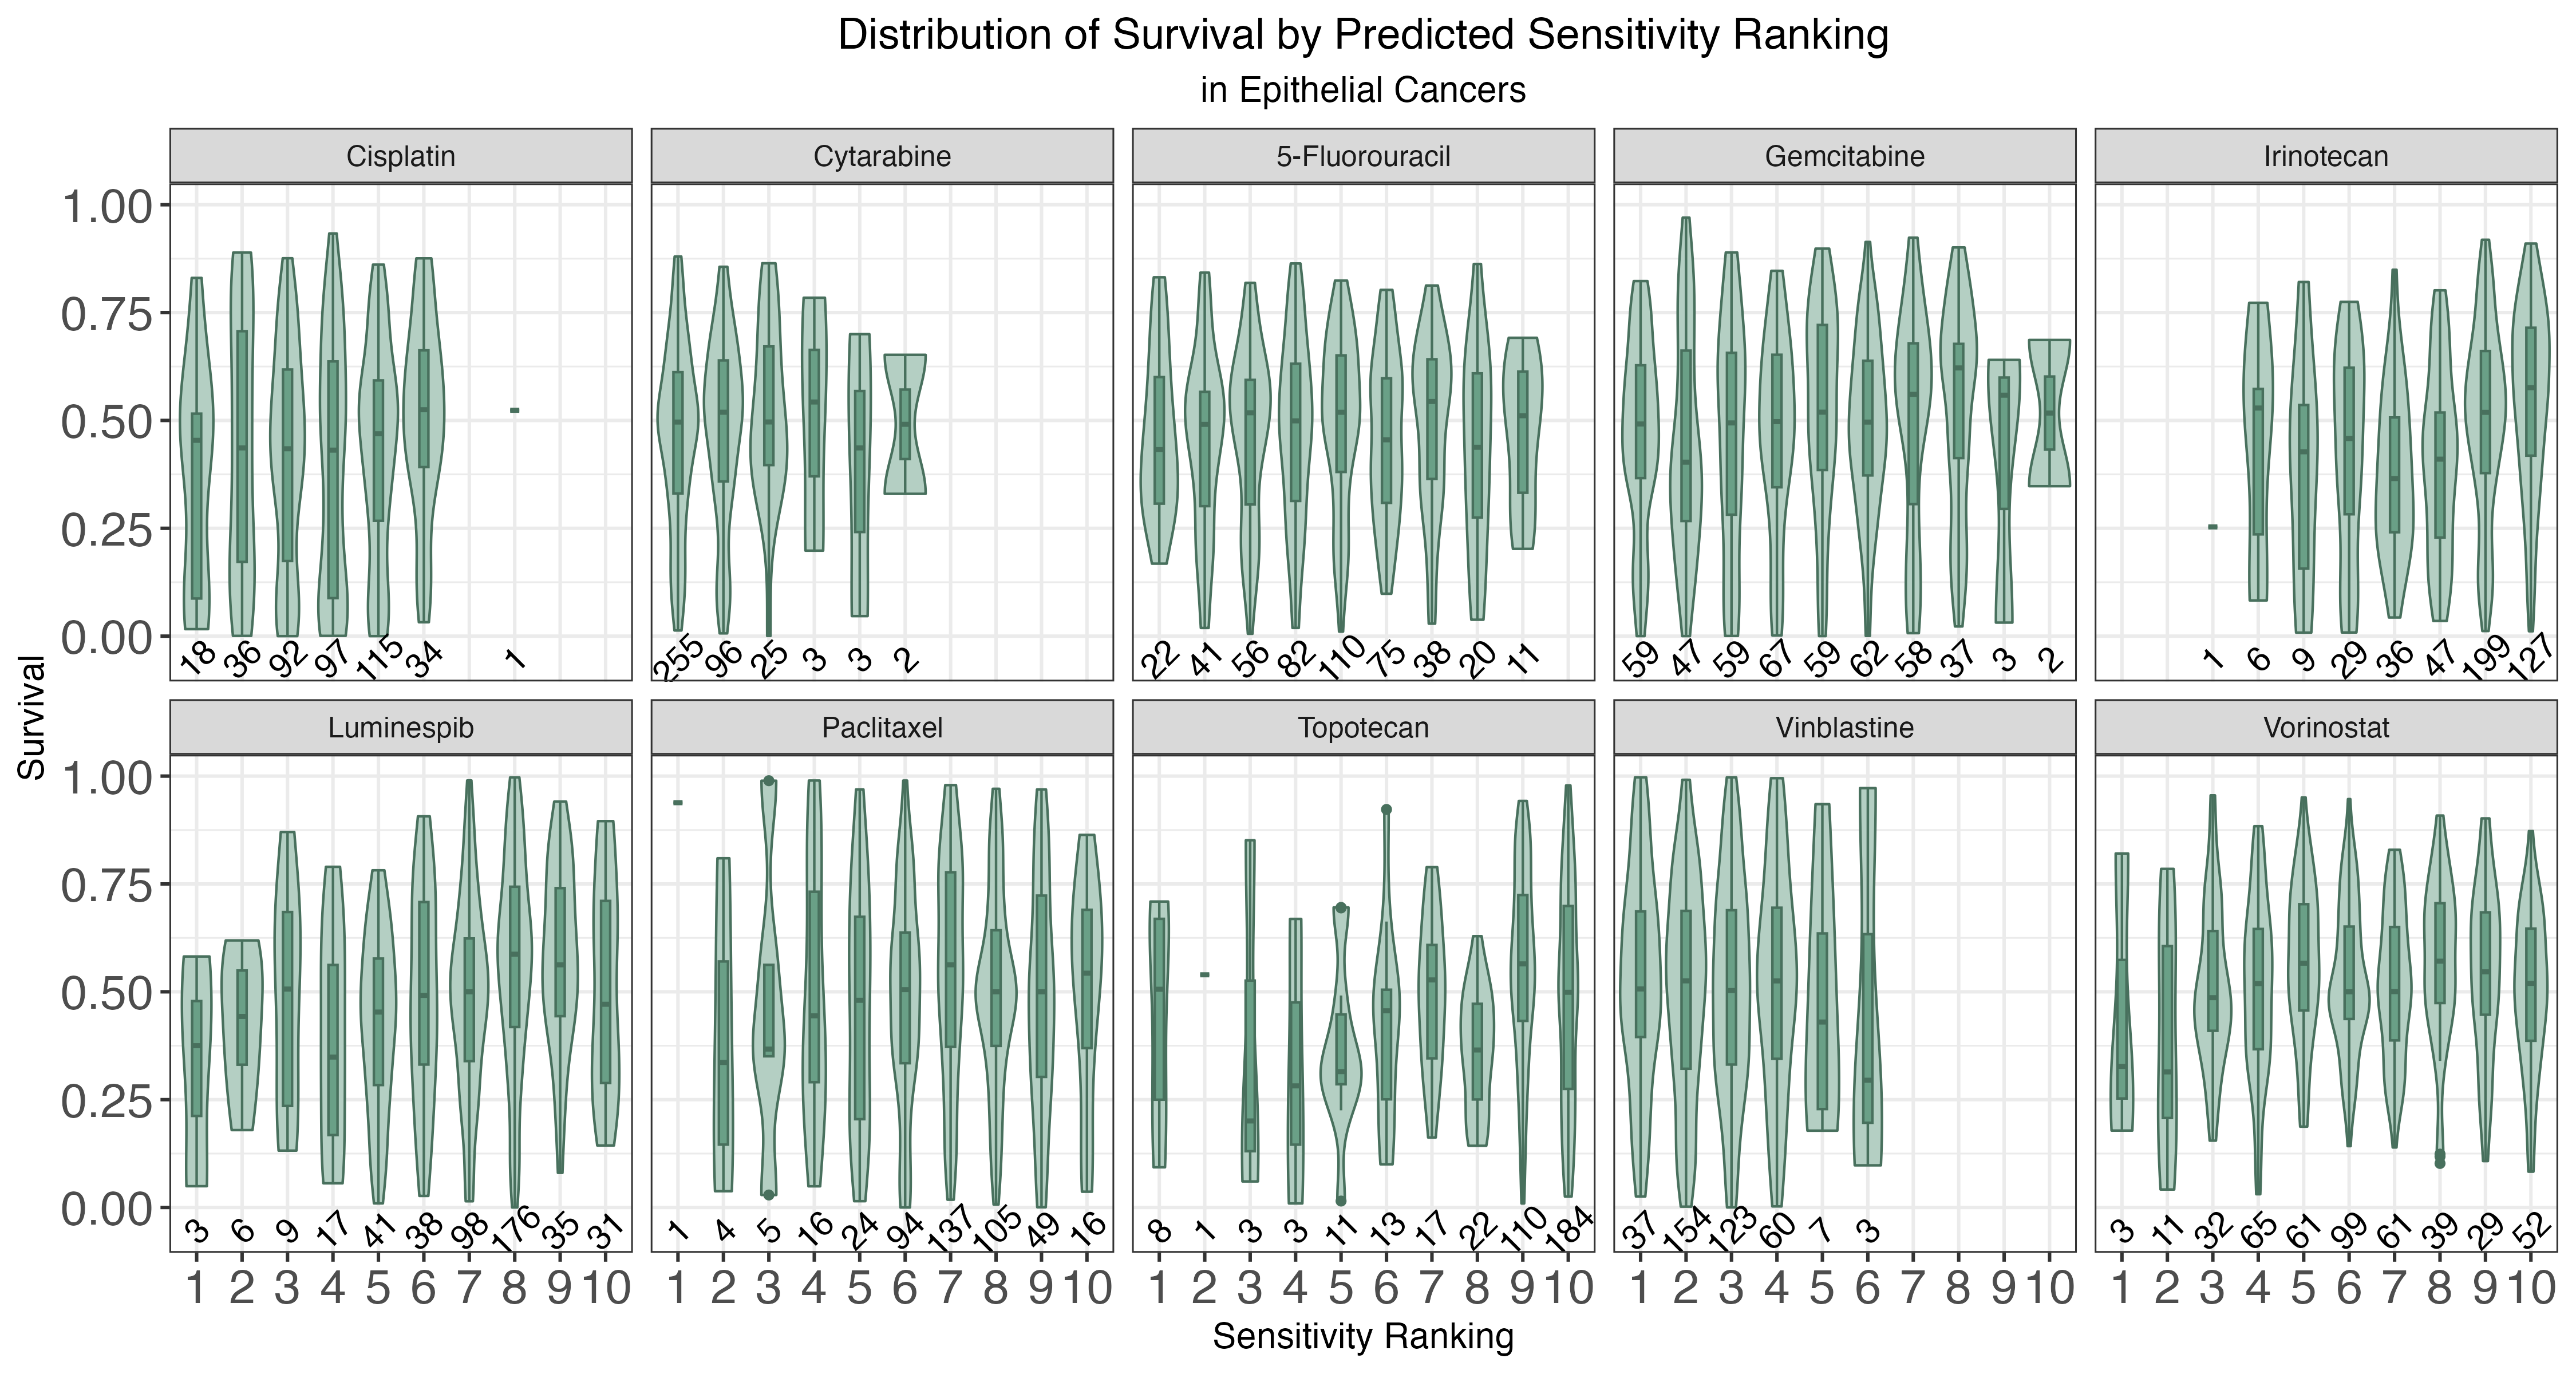 Distribution of Survival by Predicted Sensitivity Ranking
in Epithelial Cancers
Cisplatin Cytarabine 5-Fluorouracil Gemcitabine Irinotecan
1.00
0.75
0.50
0.25
0.00
18 36 92 97 115 34 1
255 96 25 3 3 2
22 41 56 82 110 75 38 20 11
59 47 59 67 59 62 58 37 3 2
1 6 9 29 36 47 199 127
Survival
Luminespib Paclitaxel Topotecan Vinblastine Vorinostat
1.00
0.75
0.50
0.25
0.00
3 6 9 17 41 38 98 176 35 31
1 4 5 16 24 94 137 105 49 16
8 1 3 3 11 13 17 22 110 184
37 154 123 60 7 3
3 11 32 65 61 99 61 39 29 52
1 2 3 4 5 6 7 8 9 10
1 2 3 4 5 6 7 8 9 10
1 2 3 4 5 6 7 8 9 10
1 2 3 4 5 6 7 8 9 10
1 2 3 4 5 6 7 8 9 10
Sensitivity Ranking